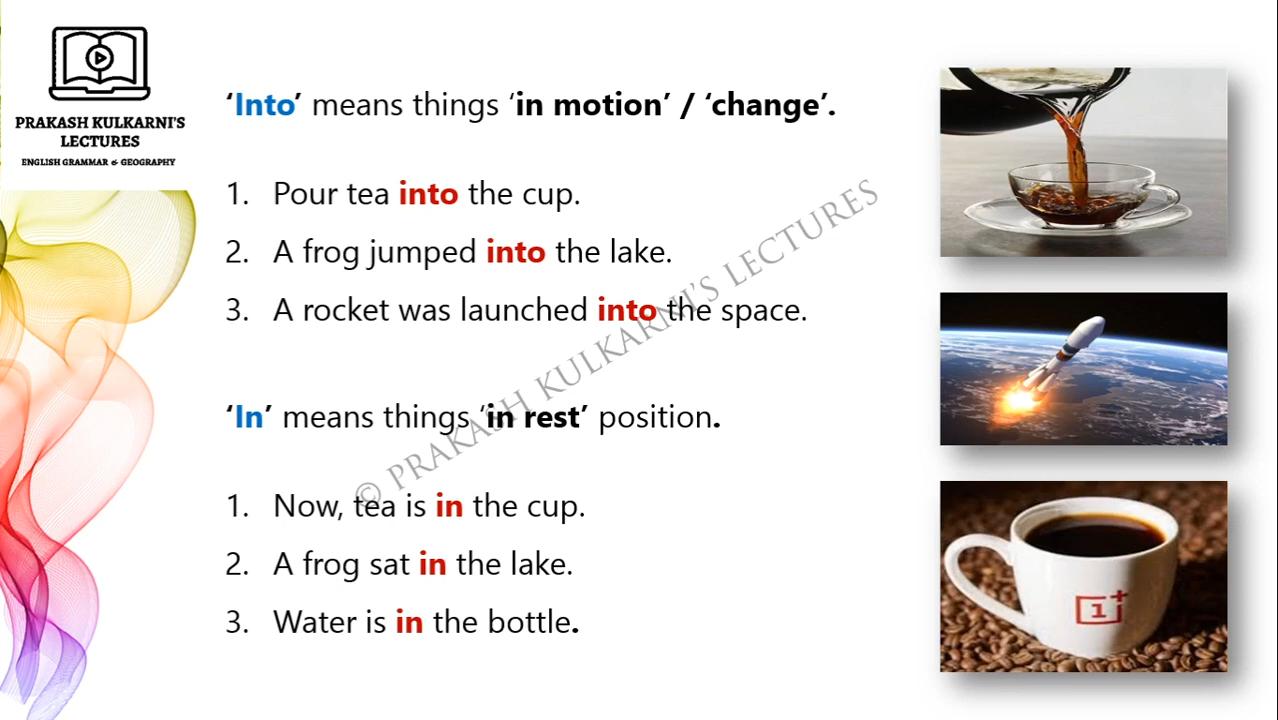 PRAKASH KULKARNI'S
LECTURES
ENGLISH GRAMMAR & GEOGRAPHY
‘Into’ means things ‘in motion’ / ‘change’.
1. Pour tea into the cup.
2. A frog jumped into the lake.
3. A rocket was launched into the space.
‘In’ means things ‘in rest’ position.
1. Now, tea is in the cup.
2. A frog sat in the lake.
3. Water is in the bottle.
© PRAKASH KULKARNI'S LECTURES
1+